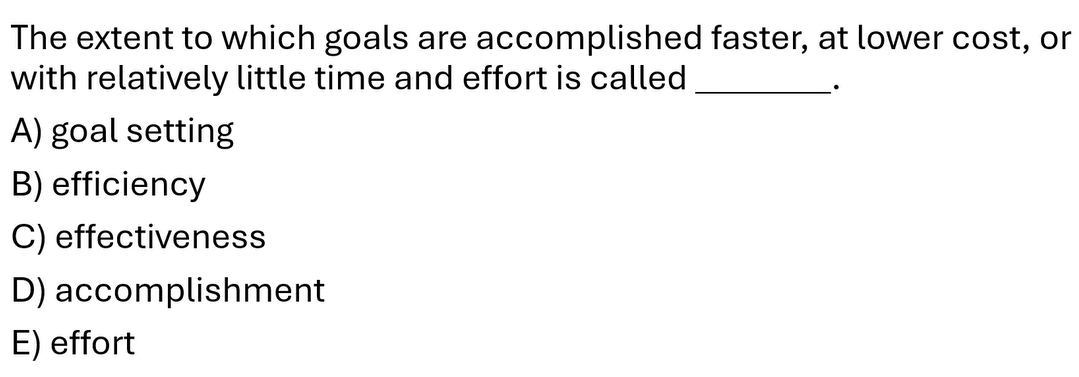 The extent to which goals are accomplished faster, at lower cost, or
with relatively little time and effort is called _________.
A) goal setting
B) efficiency
C) effectiveness
D) accomplishment
E) effort